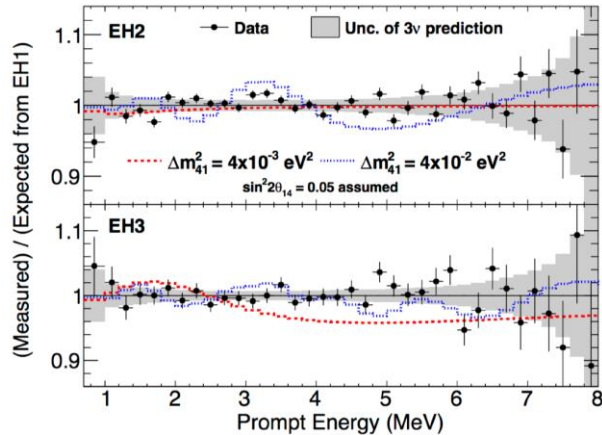 EH2
Data
Unc. of 3ν prediction
1.1
1
0.9
Δm²₄₁ = 4x10⁻³ eV²
Δm²₄₁ = 4x10⁻² eV²
sin²2θ₁₄ = 0.05 assumed
EH3
1.1
1
0.9
1 2 3 4 5 6 7 8
Prompt Energy (MeV)
(Measured) / (Expected from EH1)